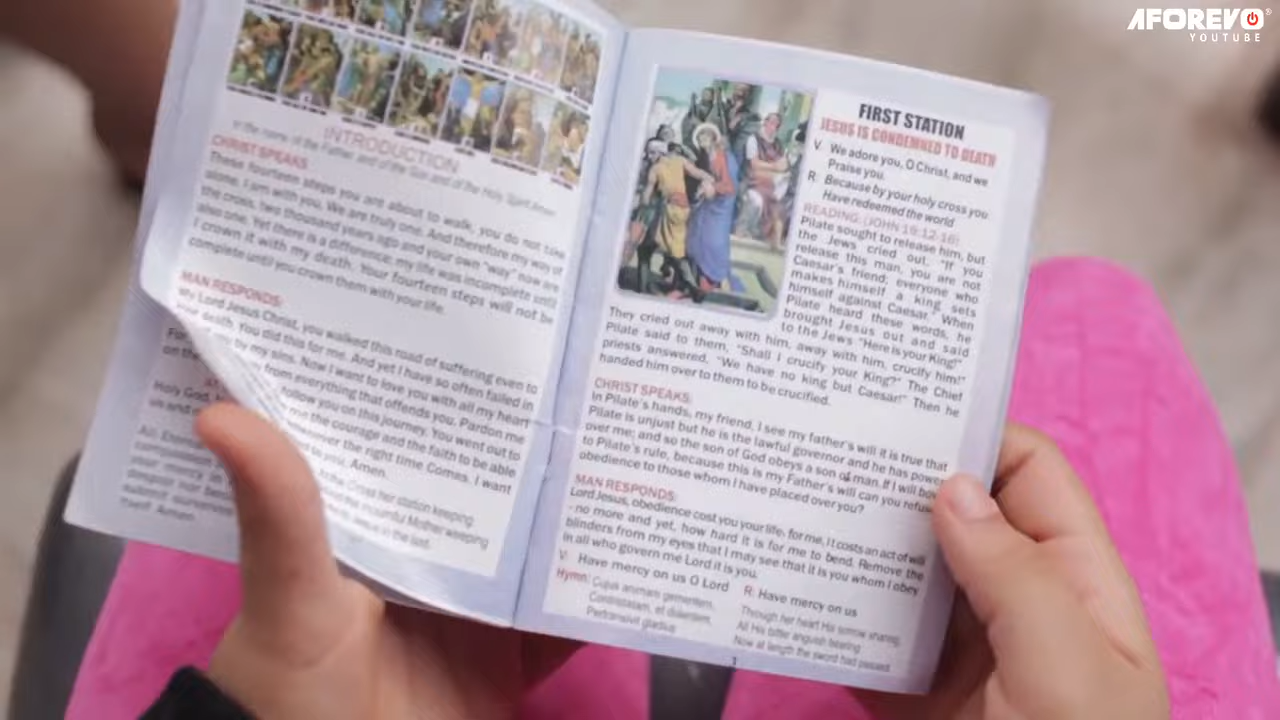 AFOREVO
YOUTUBE
INTRODUCTION
In the name of the Father and of the Son and of the Holy Spirit Amen
CHRIST SPEAKS
These fourteen steps you are about to walk, you do not take
alone. I am with you. We are truly one. And therefore my way of
the cross, two thousand years ago and your own "way" now are
also one. Yet there is a difference: my life was incomplete until
I crown it with my death. Your fourteen steps will not be
complete until you crown them with your life.
MAN RESPONDS:
My Lord Jesus Christ, you walked this road of suffering even to
your death. You did this for me. And yet I have so often failed in
by my sins. Now I want to love you with all my heart
from everything that offends you. Pardon me
follow you on this journey. You went out to
me the courage and the faith to be able
the right time Comes. I want
to you. Amen.
the Cross her station keeping
the mournful Mother weeping
FIRST STATION
JESUS IS CONDEMNED TO DEATH
V. We adore you, O Christ, and we
Praise you.
R: Because by your holy cross you
Have redeemed the world
READING: (JOHN 19:12-16)
Pilate sought to release him, but
the Jews cried out, "If you
release this man, you are not
Caesar's friend; everyone who
makes himself a king sets
himself against Caesar." When
Pilate heard these words, he
brought Jesus out and said
to the Jews "Here is your King!"
They cried out away with him, away with him, crucify him!"
Pilate said to them, "Shall I crucify your King?" The Chief
priests answered, "We have no king but Caesar!" Then he
handed him over to them to be crucified.
CHRIST SPEAKS:
In Pilate's hands, my friend, I see my father's will it is true that
Pilate is unjust but he is the lawful governor and he has power
over me; and so the son of God obeys a son of man. If I will bow
to Pilate's rule, because this is my Father's will can you refuse
obedience to those whom I have placed over you?
MAN RESPONDS:
Lord Jesus, obedience cost you your life, for me, it costs an act of will
- no more and yet, how hard it is for me to bend. Remove the
blinders from my eyes that I may see that it is you whom I obey
in all who govern me Lord it is you.
V: Have mercy on us O Lord
R: Have mercy on us
Hymn: Cujus animam gementem,
Contristatam, et dolentem,
Pertransivit gladius
Through her heart His sorrow sharing,
All His bitter anguish bearing
Now at length the sword had passed
1